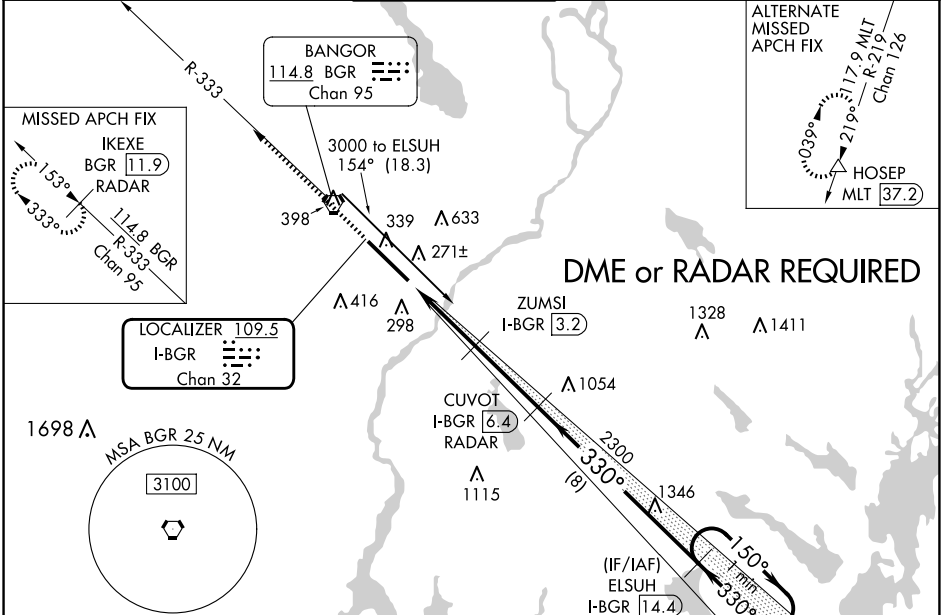 ALTERNATE
MISSED
APCH FIX
117.9 MLT
R-219
Chan 126
039°
219°
HOSEP
MLT 37.2
R-333
BANGOR
114.8 BGR
Chan 95
MISSED APCH FIX
IKEXE
BGR 11.9
RADAR
153°
333°
114.8 BGR
R-333
Chan 95
3000 to ELSUH
154° (18.3)
398
339
633
271±
DME or RADAR REQUIRED
416
298
ZUMSI
I-BGR 3.2
1328
1411
LOCALIZER 109.5
I-BGR
Chan 32
1054
CUVOT
I-BGR 6.4
RADAR
1698
MSA BGR 25 NM
3100
1115
2300
330°
(8)
1346
150°
1 min
330°
(IF/IAF)
ELSUH
I-BGR 14.4